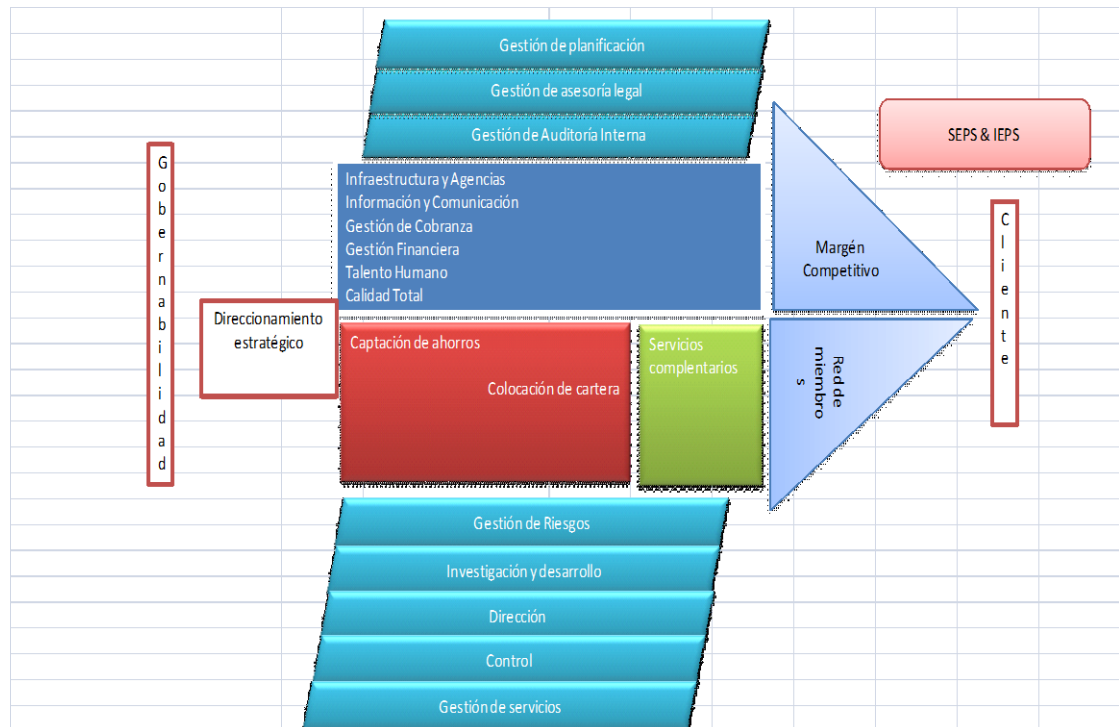 Gestión de planificación
Gestión de asesoría legal
Gestión de Auditoría Interna
SEPS & IEPS
Gobernabilidad
Infraestructura y Agencias
Información y Comunicación
Gestión de Cobranza
Gestión Financiera
Talento Humano
Calidad Total
Margén
Competitivo
Cliente
Direccionamiento
estratégico
Captación de ahorros
Colocación de cartera
Servicios
complentarios
Red de
miembro
s
Gestión de Riesgos
Investigación y desarrollo
Dirección
Control
Gestión de servicios